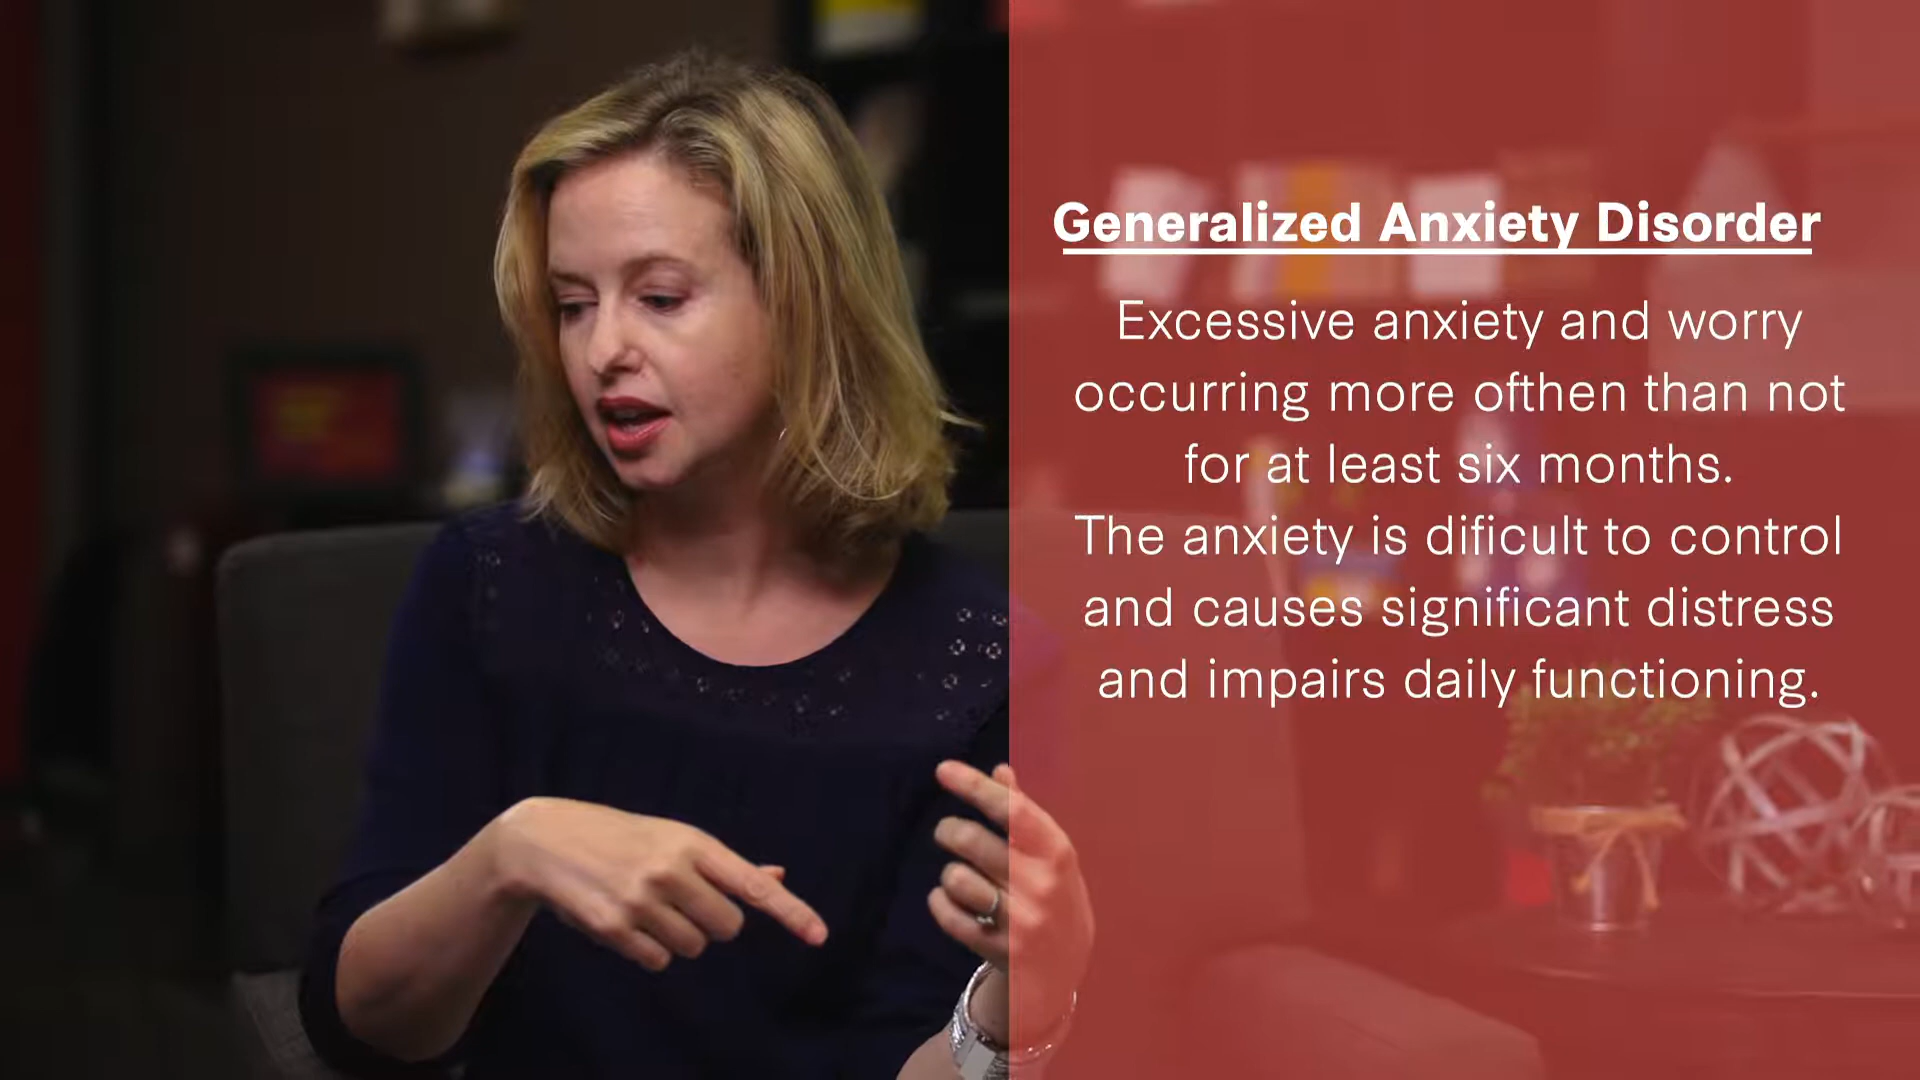 Generalized Anxiety Disorder
Excessive anxiety and worry
occurring more ofthen than not
for at least six months.
The anxiety is dificult to control
and causes significant distress
and impairs daily functioning.